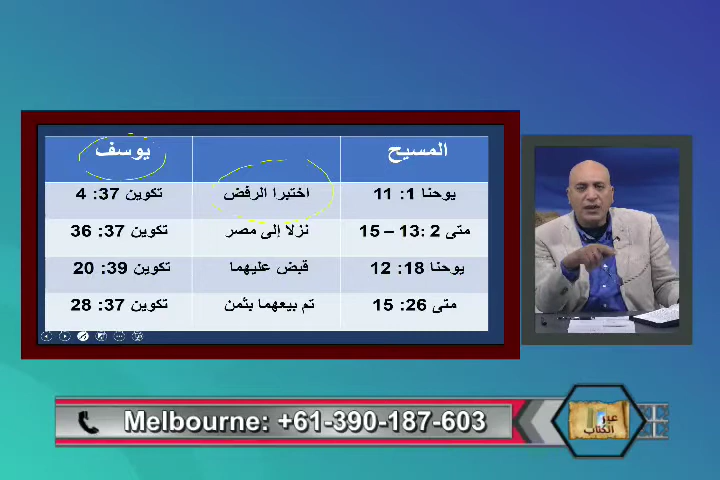 المسيح يوسف
يوحنا 1: 11 اختبرا الرفض تكوين 37: 4
متى 2: 13 – 15 نزلا إلى مصر تكوين 37: 36
يوحنا 18: 12 قبض عليهما تكوين 39: 20
متى 26: 15 تم بيعهما بثمن تكوين 37: 28
Melbourne: +61-390-187-603
عبر
الكتاب